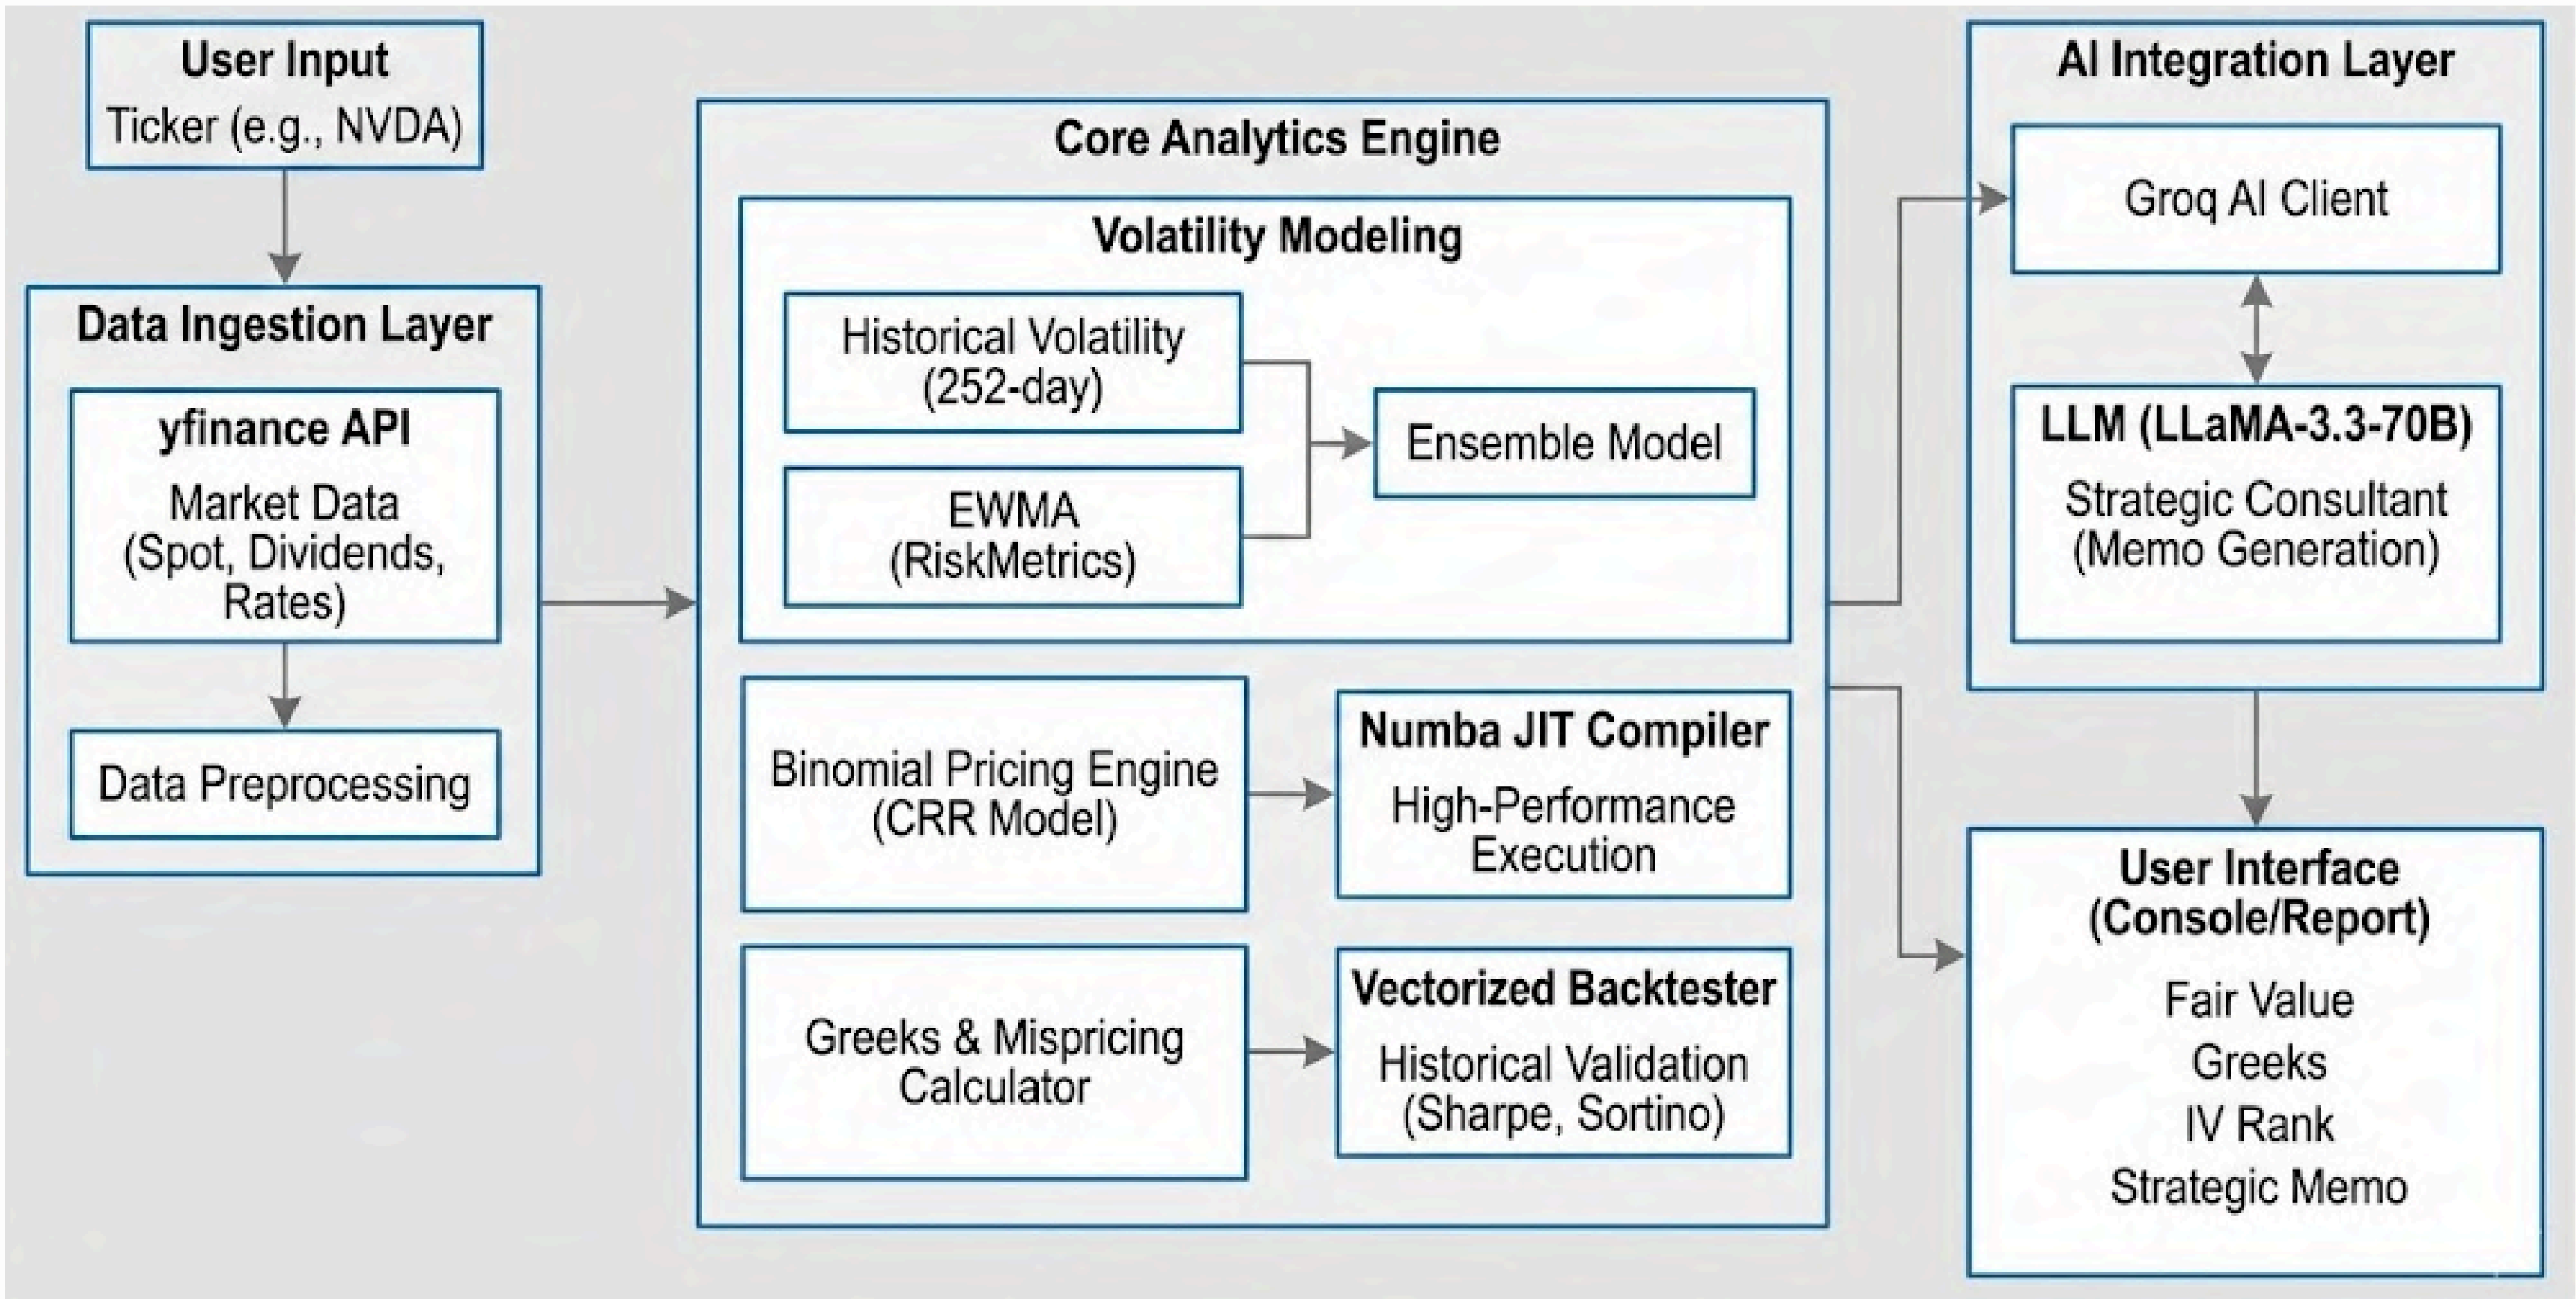 User Input
Ticker (e.g., NVDA)
Data Ingestion Layer
yfinance API
Market Data
(Spot, Dividends,
Rates)
Data Preprocessing
Core Analytics Engine
Volatility Modeling
Historical Volatility
(252-day)
EWMA
(RiskMetrics)
Ensemble Model
Binomial Pricing Engine
(CRR Model)
Numba JIT Compiler
High-Performance
Execution
Greeks & Mispricing
Calculator
Vectorized Backtester
Historical Validation
(Sharpe, Sortino)
AI Integration Layer
Groq AI Client
LLM (LLaMA-3.3-70B)
Strategic Consultant
(Memo Generation)
User Interface
(Console/Report)
Fair Value
Greeks
IV Rank
Strategic Memo